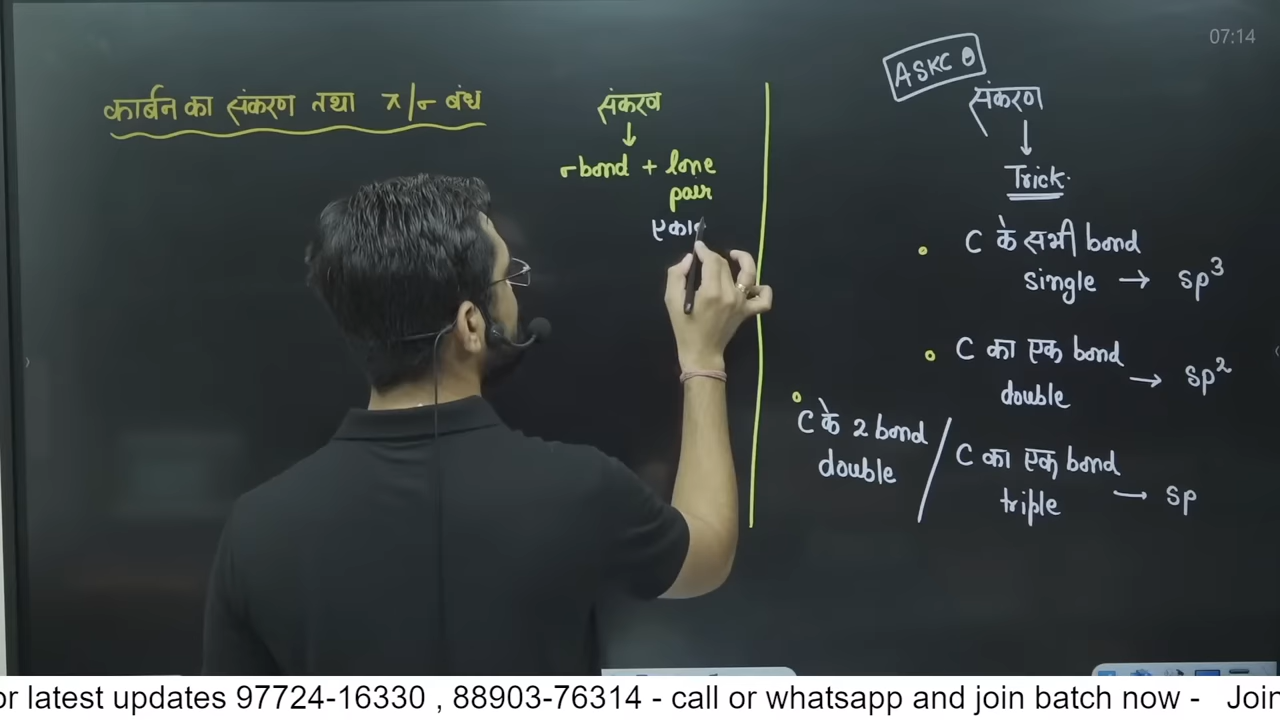 07:14
कार्बन का संकरण तथा π/σ बंध
संकरण
↓
σ bond + lone
pair
ASKC
संकरण
↓
Trick.
C के सभी bond
single → sp³
C का एक bond
double → sp²
C के 2 bond
double /
C का एक bond
triple → sp
or latest updates 97724-16330 , 88903-76314 - call or whatsapp and join batch now - Join